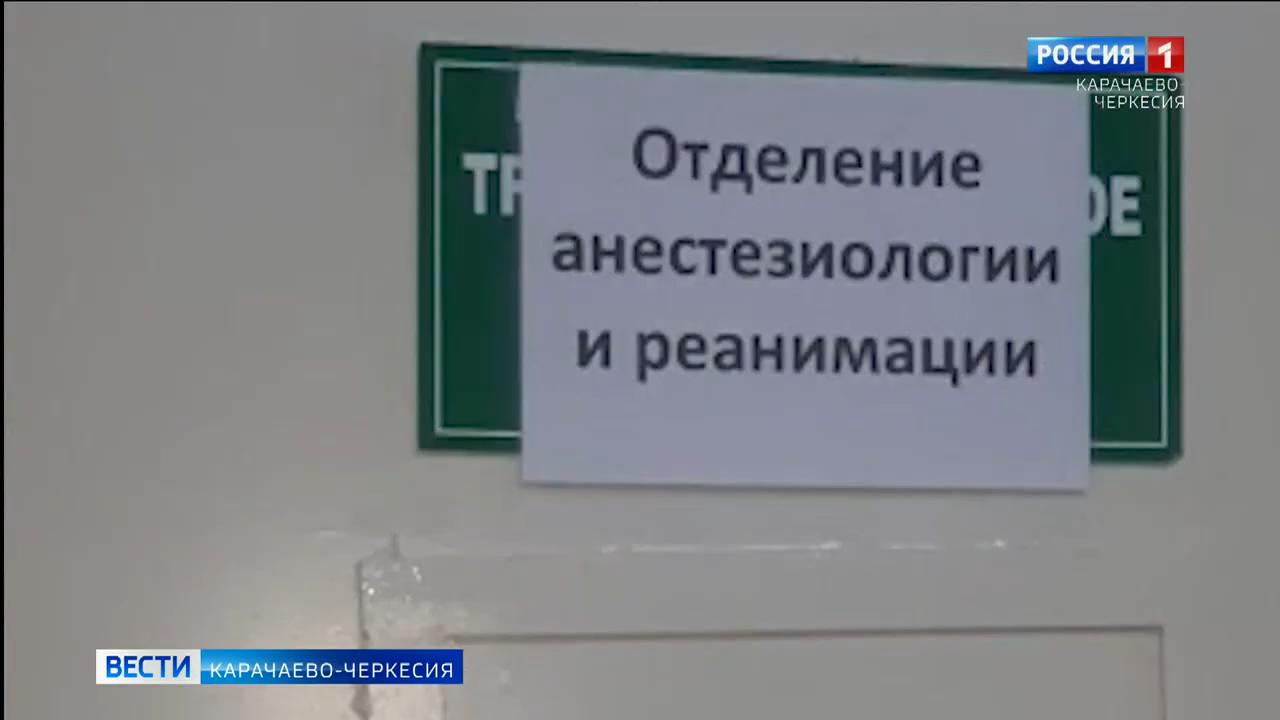 РОССИЯ 1
КАРАЧАЕВО-
ЧЕРКЕСИЯ
Отделение
анестезиологии
и реанимации
ВЕСТИ КАРАЧАЕВО-ЧЕРКЕСИЯ